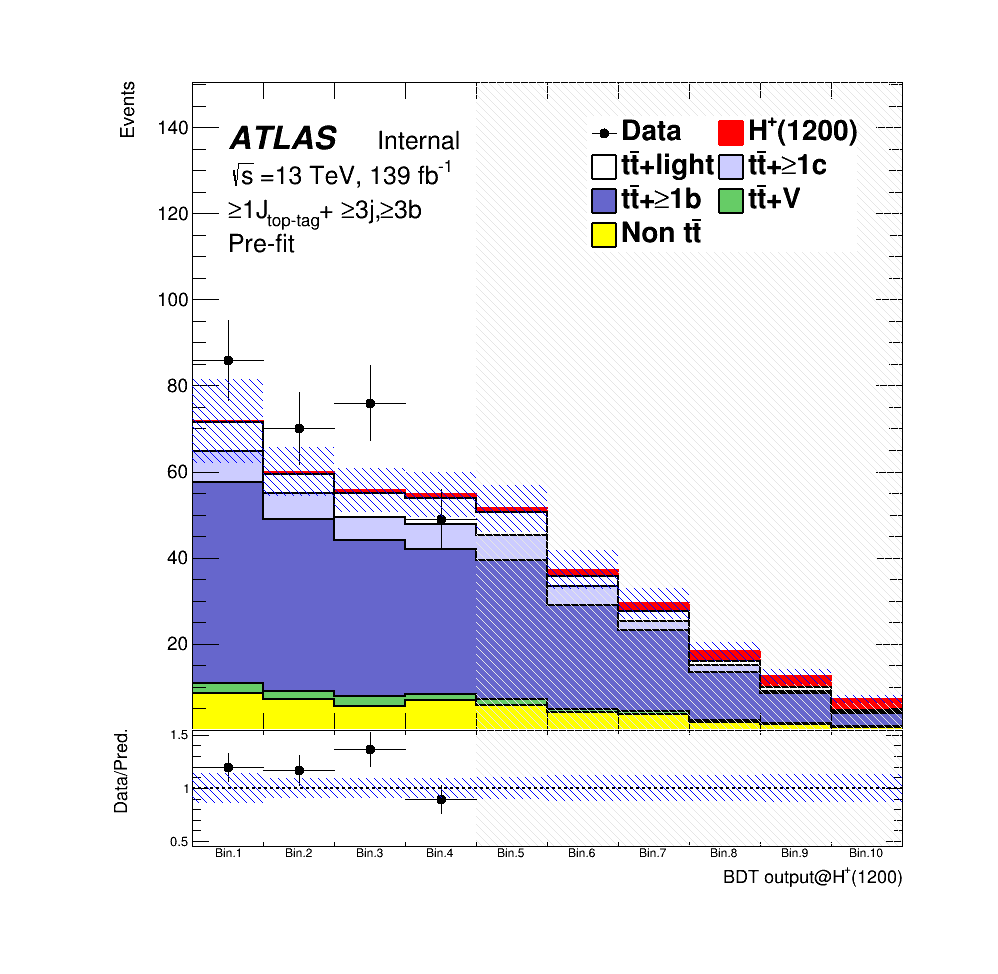 Events
140
120
100
80
60
40
20
ATLAS Internal
√s =13 TeV, 139 fb⁻¹
≥1J_top-tag+ ≥3j,≥3b
Pre-fit
Data H⁺(1200)
tt̄+light tt̄+≥1c
tt̄+≥1b tt̄+V
Non tt̄
Data/Pred.
1.5
1
0.5
Bin.1 Bin.2 Bin.3 Bin.4 Bin.5 Bin.6 Bin.7 Bin.8 Bin.9 Bin.10
BDT output@H⁺(1200)